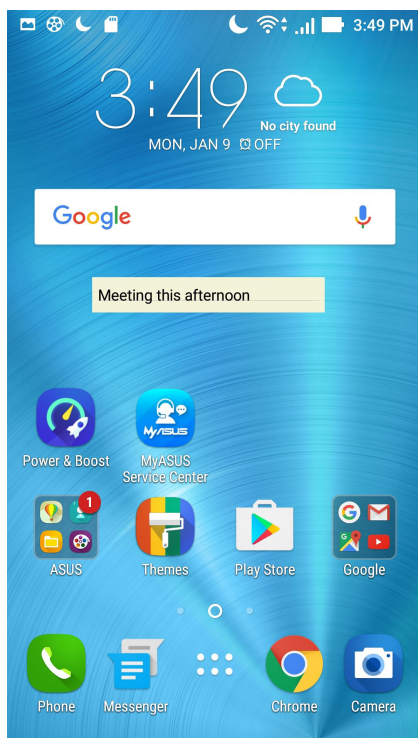 3:49 PM
3:49
No city found
MON, JAN 9 OFF
Google
Meeting this afternoon
MyASUS
Power & Boost
MyASUS
Service Center
1
G
ASUS
Themes
Play Store
Google
Phone
Messenger
Chrome
Camera